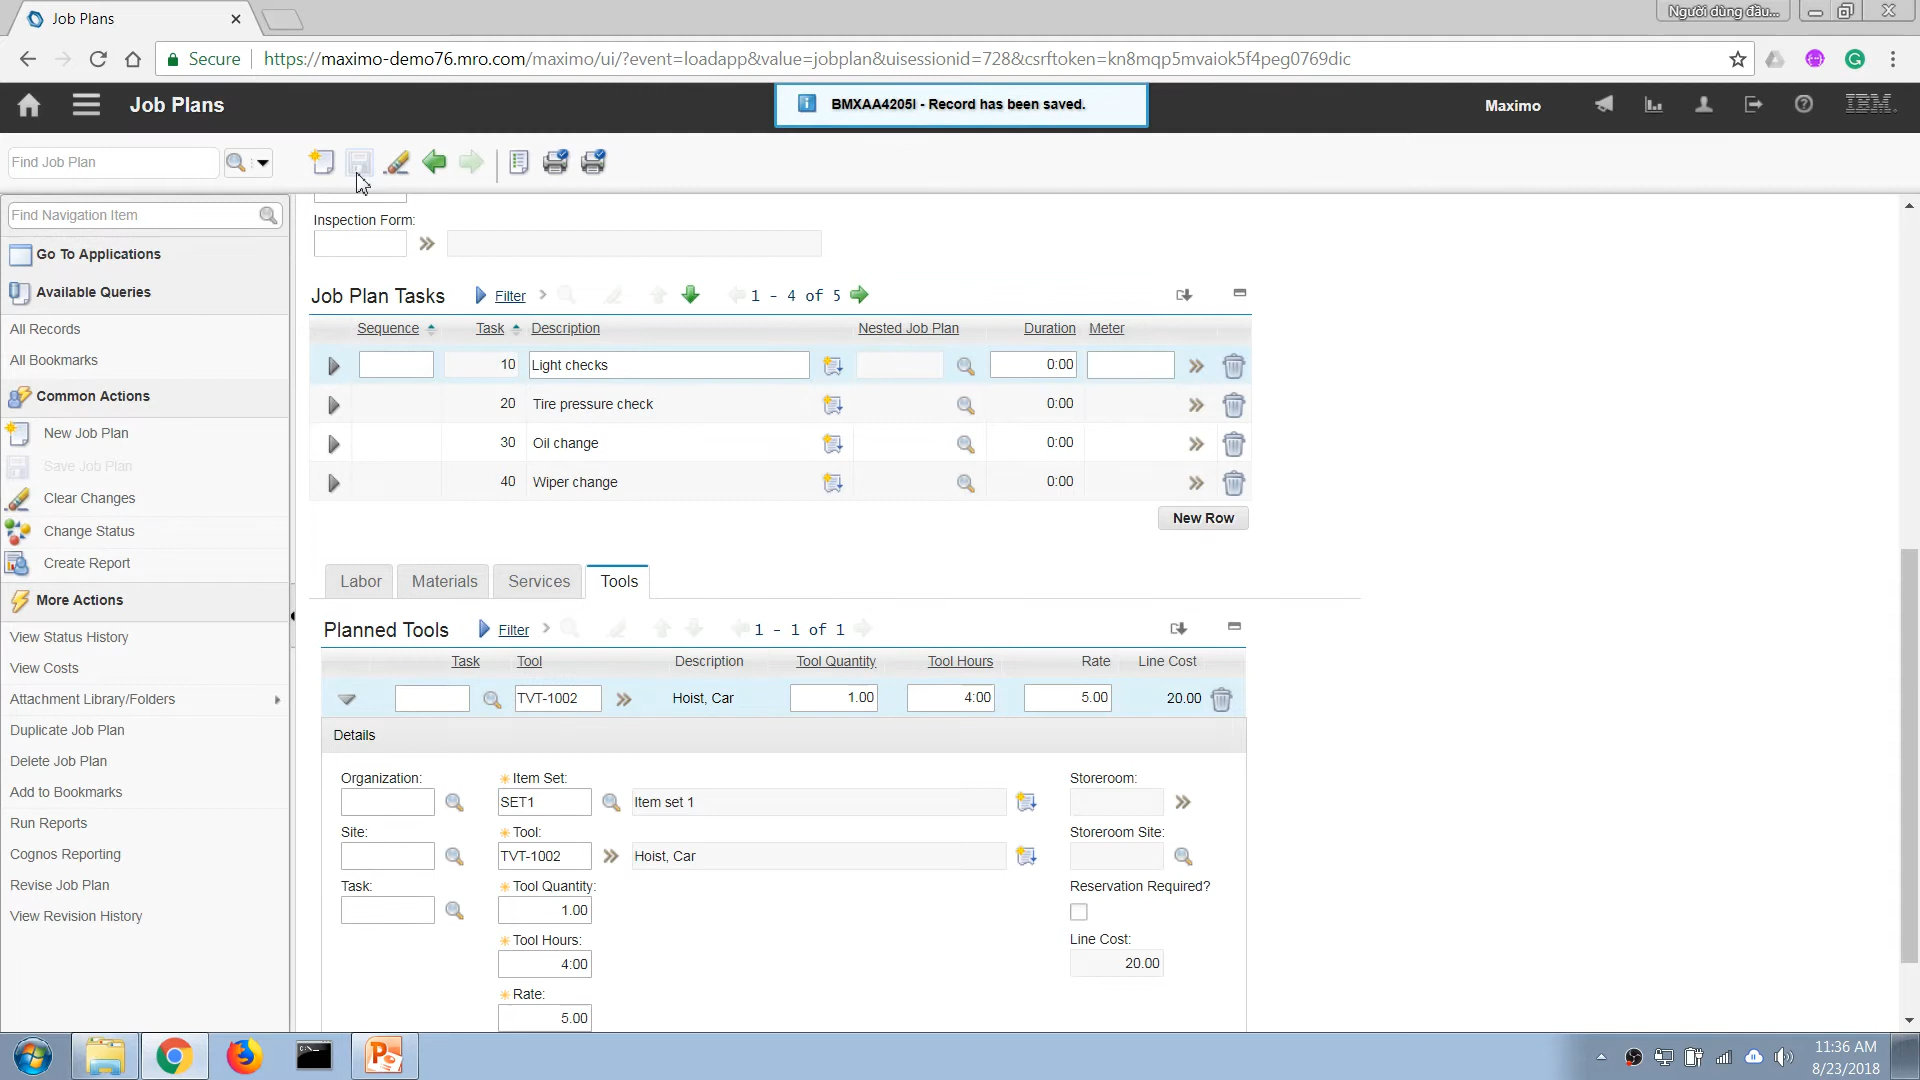 Job Plans
Người dùng đầu...
Secure
https://maximo-demo76.mro.com/maximo/ui/?event=loadapp&value=jobplan&uisessionid=728&csrftoken=kn8mqp5mvaiok5f4peg0769dic
Job Plans
BMXAA4205I - Record has been saved.
Maximo
IBM
Find Job Plan
Find Navigation Item
Go To Applications
Available Queries
All Records
All Bookmarks
Common Actions
New Job Plan
Save Job Plan
Clear Changes
Change Status
Create Report
More Actions
View Status History
View Costs
Attachment Library/Folders
Duplicate Job Plan
Delete Job Plan
Add to Bookmarks
Run Reports
Cognos Reporting
Revise Job Plan
View Revision History
Inspection Form:
Job Plan Tasks Filter 1 - 4 of 5
Sequence Task Description Nested Job Plan Duration Meter
10 Light checks 0:00
20 Tire pressure check 0:00
30 Oil change 0:00
40 Wiper change 0:00
New Row
Labor Materials Services Tools
Planned Tools Filter 1 - 1 of 1
Task Tool Description Tool Quantity Tool Hours Rate Line Cost
TVT-1002 Hoist, Car 1.00 4:00 5.00 20.00
Details
Organization: Item Set: Storeroom:
SET1 Item set 1
Site: Tool: Storeroom Site:
TVT-1002 Hoist, Car
Task: Tool Quantity: Reservation Required?
1.00
Tool Hours: Line Cost:
4:00 20.00
Rate:
5.00
11:36 AM
8/23/2018